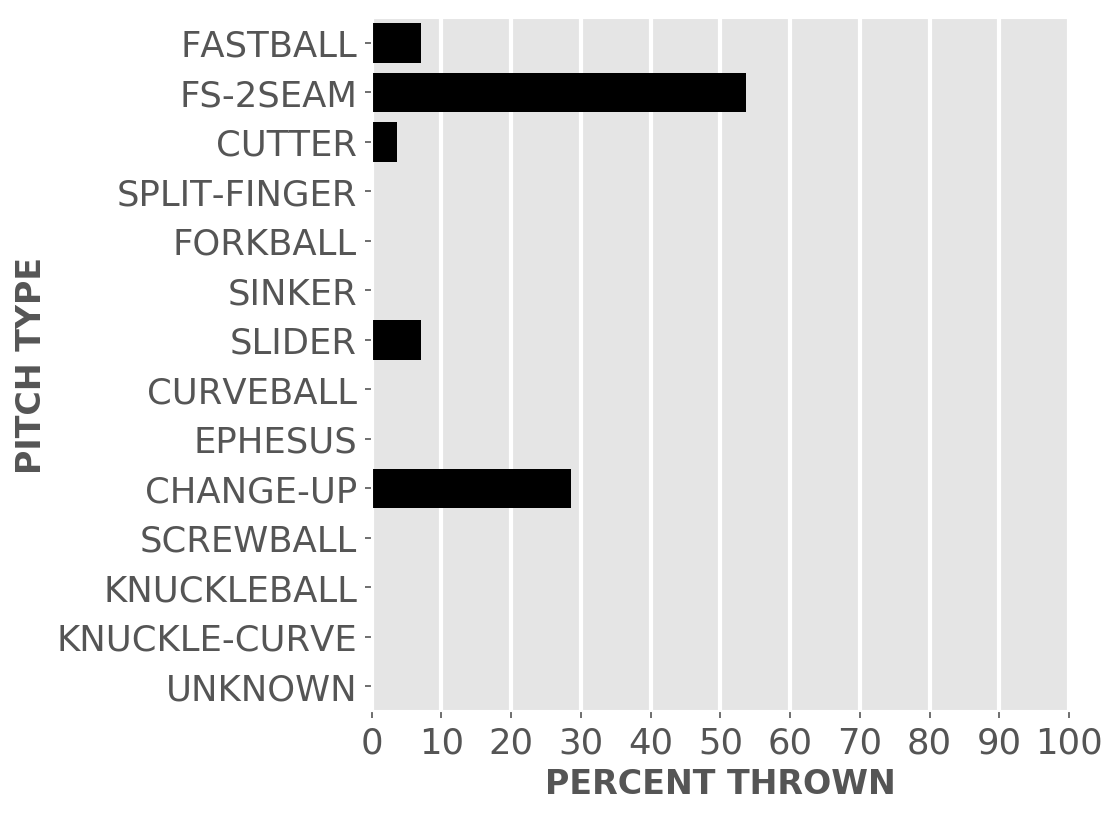 FASTBALL
FS-2SEAM
CUTTER
SPLIT-FINGER
FORKBALL
SINKER
SLIDER
CURVEBALL
EPHESUS
CHANGE-UP
SCREWBALL
KNUCKLEBALL
KNUCKLE-CURVE
UNKNOWN
PITCH TYPE
0 10 20 30 40 50 60 70 80 90 100
PERCENT THROWN